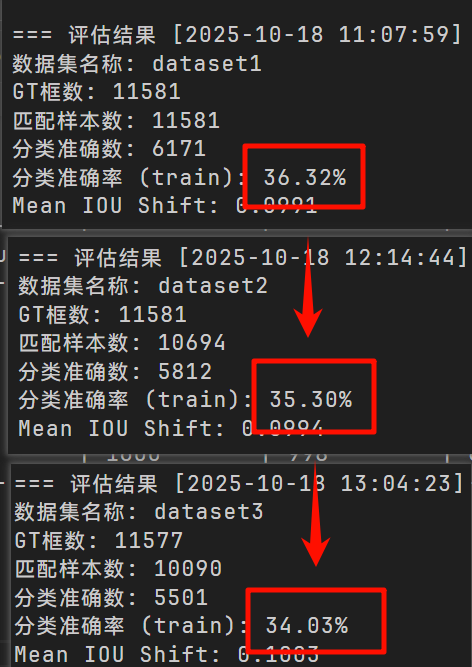 === 评估结果 [2025-10-18 11:07:59]
数据集名称: dataset1
GT框数: 11581
匹配样本数: 11581
分类准确数: 6171
分类准确率 (train): 36.32%
Mean IOU Shift: 0.0991
=== 评估结果 [2025-10-18 12:14:44]
数据集名称: dataset2
GT框数: 11581
匹配样本数: 10694
分类准确数: 5812
分类准确率 (train): 35.30%
Mean IOU Shift: 0.0994
=== 评估结果 [2025-10-18 13:04:23]
数据集名称: dataset3
GT框数: 11577
匹配样本数: 10090
分类准确数: 5501
分类准确率 (train): 34.03%
Mean IOU Shift: 0.1003